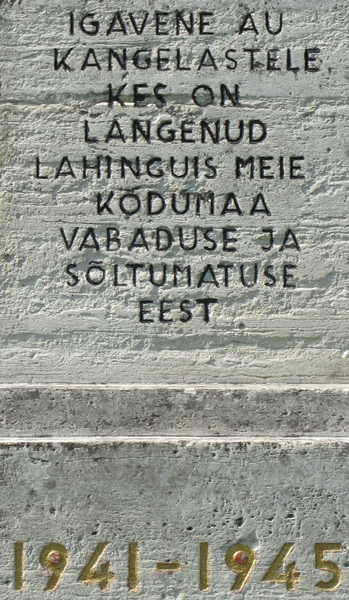 IGAVENE AU
KANGELASTELE
KES ON
LANGENUD
LAHINGUIS MEIE
KODUMAA
VABADUSE JA
SÕLTUMATUSE
EEST
1941-1945